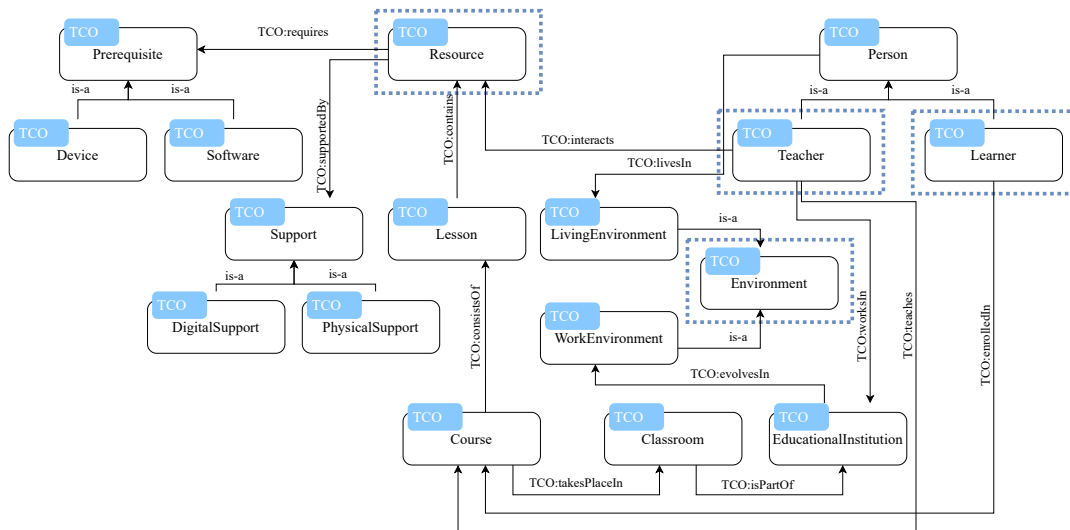 TCO
Prerequisite
TCO:requires
TCO
Resource
TCO
Person
is-a
is-a
is-a
is-a
TCO
Device
TCO
Software
TCO:supportedBy
TCO:contains
TCO:interacts
TCO:livesIn
TCO
Teacher
TCO
Learner
TCO
Support
TCO
Lesson
TCO
LivingEnvironment
is-a
TCO
Environment
is-a
is-a
TCO
DigitalSupport
TCO
PhysicalSupport
TCO:consistsOf
TCO
WorkEnvironment
is-a
TCO:worksIn
TCO:teaches
TCO:enrolledIn
TCO:evolvesIn
TCO
Course
TCO
Classroom
TCO
EducationalInstitution
TCO:takesPlaceIn
TCO:isPartOf